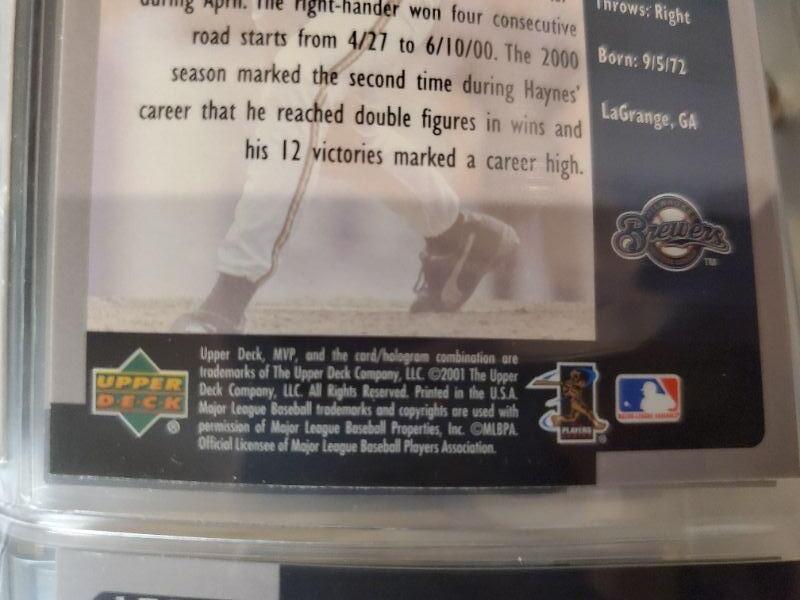 during April. The right-hander won four consecutive
road starts from 4/27 to 6/10/00. The 2000
season marked the second time during Haynes'
career that he reached double figures in wins and
his 12 victories marked a career high.
Throws: Right
Born: 9/5/72
LaGrange, GA
MILWAUKEE
Brewers
TM
UPPER
DECK
®
Upper Deck, MVP, and the card/hologram combination are
trademarks of The Upper Deck Company, LLC. ©2001 The Upper
Deck Company, LLC. All Rights Reserved. Printed in the U.S.A.
Major League Baseball trademarks and copyrights are used with
permission of Major League Baseball Properties, Inc. ©MLBPA.
Official Licensee of Major League Baseball Players Association.
PLAYERS
®
MAJOR LEAGUE BASEBALL